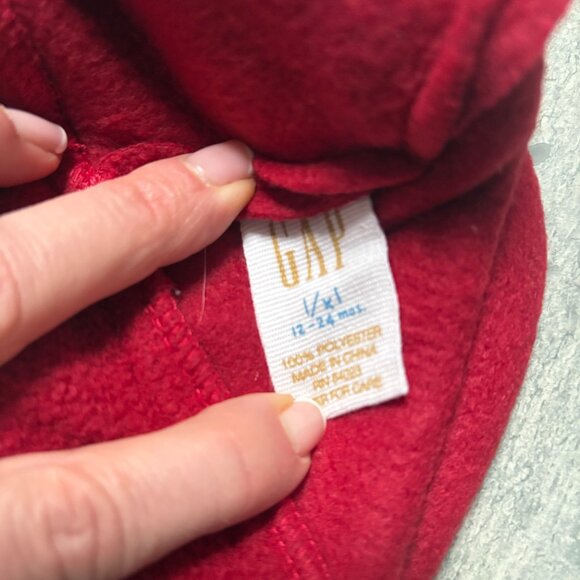 GAP
l/xl
12-24 mos.
100% POLYESTER
MADE IN CHINA
RN 54023
FOR CARE